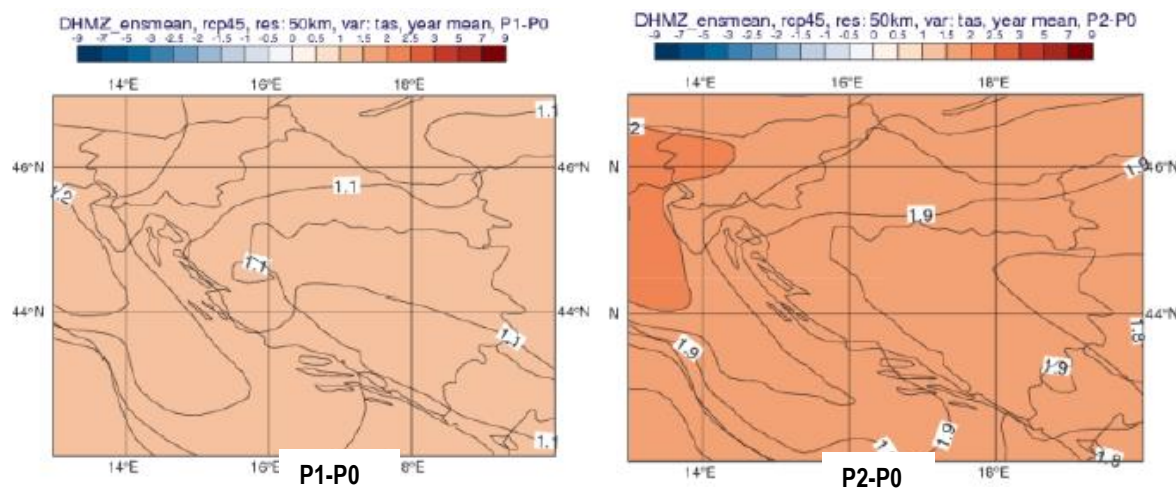 DHMZ_ensmean, rcp45, res: 50km, var: tas, year mean, P1-P0
-9 -7 -5 -3 -2.5 -2 -1.5 -1 -0.5 0 0.5 1 1.5 2 2.5 3 5 7 9
14°E 16°E 18°E
1.1
46°N 46°N
1.2
1.1
1.1
44°N 44°N
1.1
1.1
14°E 8°E
P1-P0
DHMZ_ensmean, rcp45, res: 50km, var: tas, year mean, P2-P0
-9 -7 -5 -3 -2.5 -2 -1.5 -1 -0.5 0 0.5 1 1.5 2 2.5 3 5 7 9
14°E 16°E 18°E
2
N 46°N
1.9
1.9
N 44°N
1.8
1.9
1.9
1.9
1.8
14°E 18°E
P2-P0